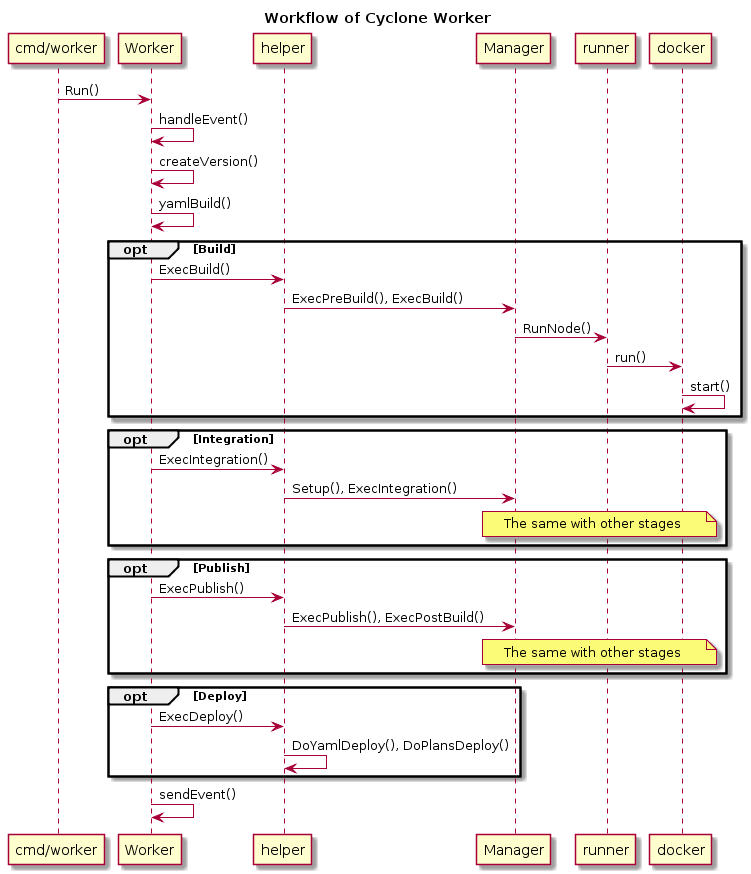 Workflow of Cyclone Worker
cmd/worker Worker helper Manager runner docker
Run()
handleEvent()
createVersion()
yamlBuild()
opt [Build]
ExecBuild()
ExecPreBuild(), ExecBuild()
RunNode()
run()
start()
opt [Integration]
ExecIntegration()
Setup(), ExecIntegration()
The same with other stages
opt [Publish]
ExecPublish()
ExecPublish(), ExecPostBuild()
The same with other stages
opt [Deploy]
ExecDeploy()
DoYamlDeploy(), DoPlansDeploy()
sendEvent()
cmd/worker Worker helper Manager runner docker